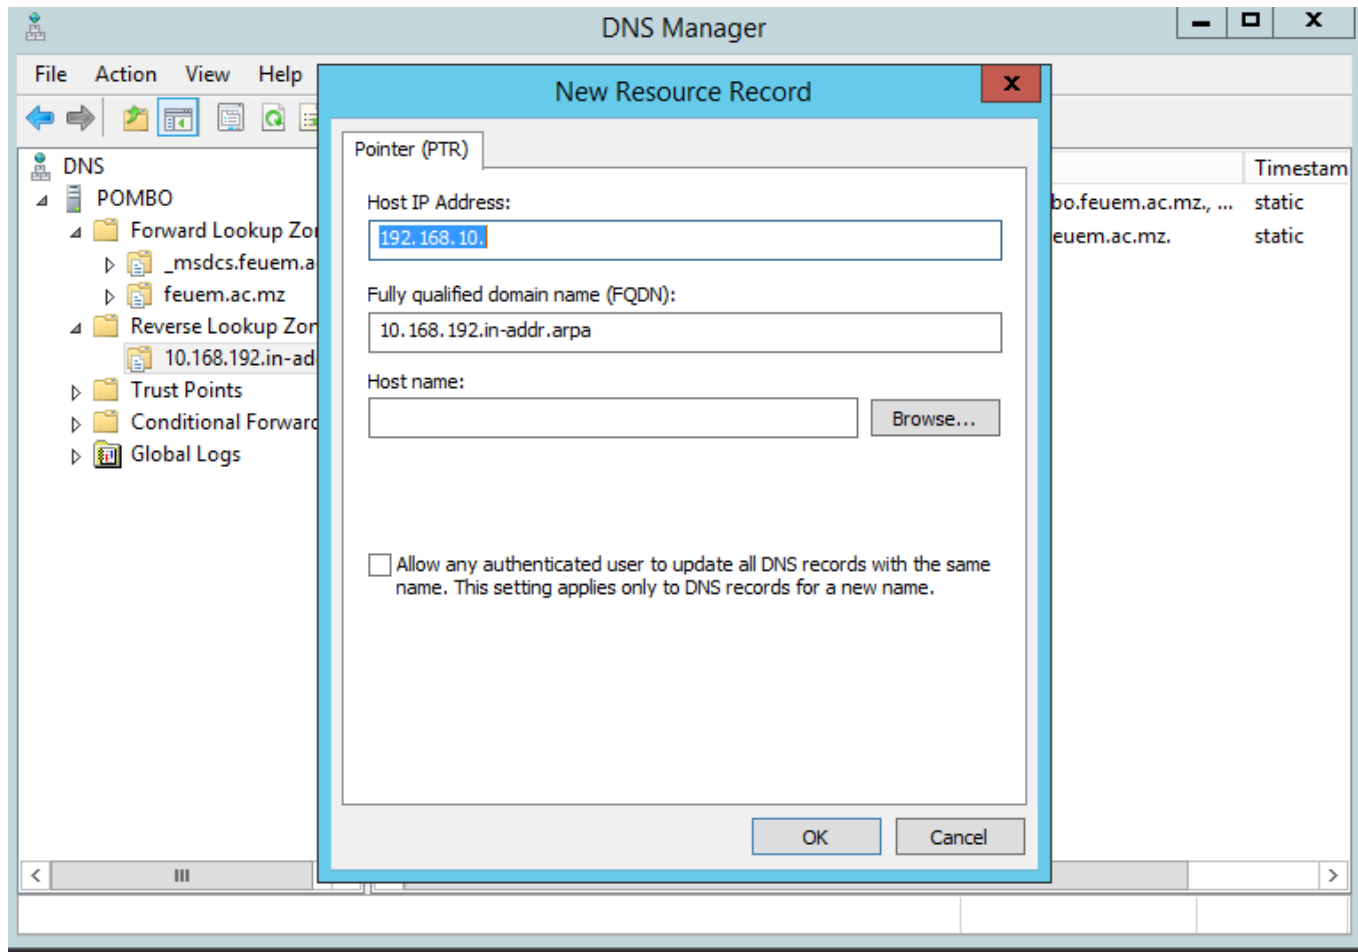 DNS Manager
File Action View Help
New Resource Record
Pointer (PTR)
DNS
POMBO
Forward Lookup Zo
_msdcs.feuem.a
feuem.ac.mz
Reverse Lookup Zor
10.168.192.in-ad
Trust Points
Conditional Forward
Global Logs
Host IP Address:
192.168.10.
Fully qualified domain name (FQDN):
10.168.192.in-addr.arpa
Host name:
Browse...
Allow any authenticated user to update all DNS records with the same
name. This setting applies only to DNS records for a new name.
OK Cancel
Timestam
bo.feuem.ac.mz., ... static
euem.ac.mz. static